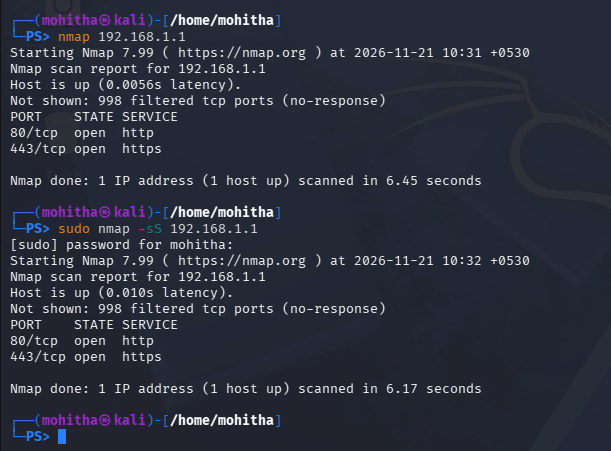 ┌──(mohitha㉿kali)-[/home/mohitha]
└─PS> nmap 192.168.1.1
Starting Nmap 7.99 ( https://nmap.org ) at 2026-11-21 10:31 +0530
Nmap scan report for 192.168.1.1
Host is up (0.0056s latency).
Not shown: 998 filtered tcp ports (no-response)
PORT    STATE SERVICE
80/tcp  open  http
443/tcp open  https
Nmap done: 1 IP address (1 host up) scanned in 6.45 seconds
┌──(mohitha㉿kali)-[/home/mohitha]
└─PS> sudo nmap -sS 192.168.1.1
[sudo] password for mohitha:
Starting Nmap 7.99 ( https://nmap.org ) at 2026-11-21 10:32 +0530
Nmap scan report for 192.168.1.1
Host is up (0.010s latency).
Not shown: 998 filtered tcp ports (no-response)
PORT    STATE SERVICE
80/tcp  open  http
443/tcp open  https
Nmap done: 1 IP address (1 host up) scanned in 6.17 seconds
┌──(mohitha㉿kali)-[/home/mohitha]
└─PS>